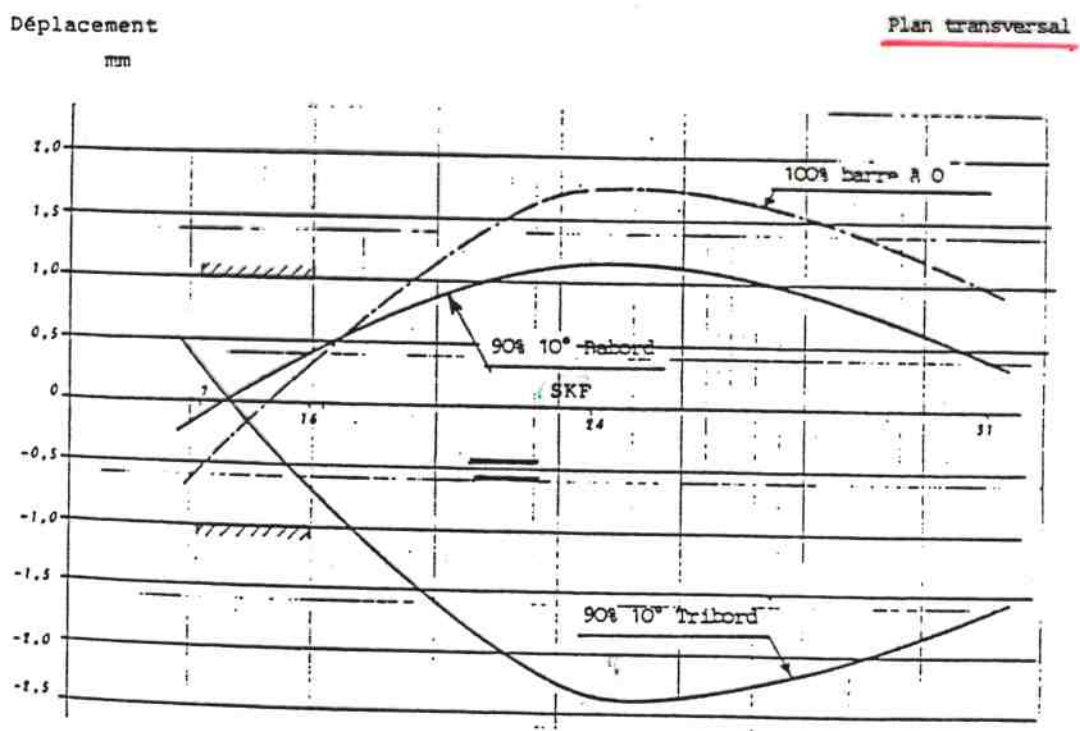 Déplacement
Plan transversal
mm
2,0
100% barre à 0
1,5
1,0
0,5
90% 10° Babord
SKF
0
7
16
24
31
-0,5
-1,0
-1,5
90% 10° Tribord
-1,0
-2,5